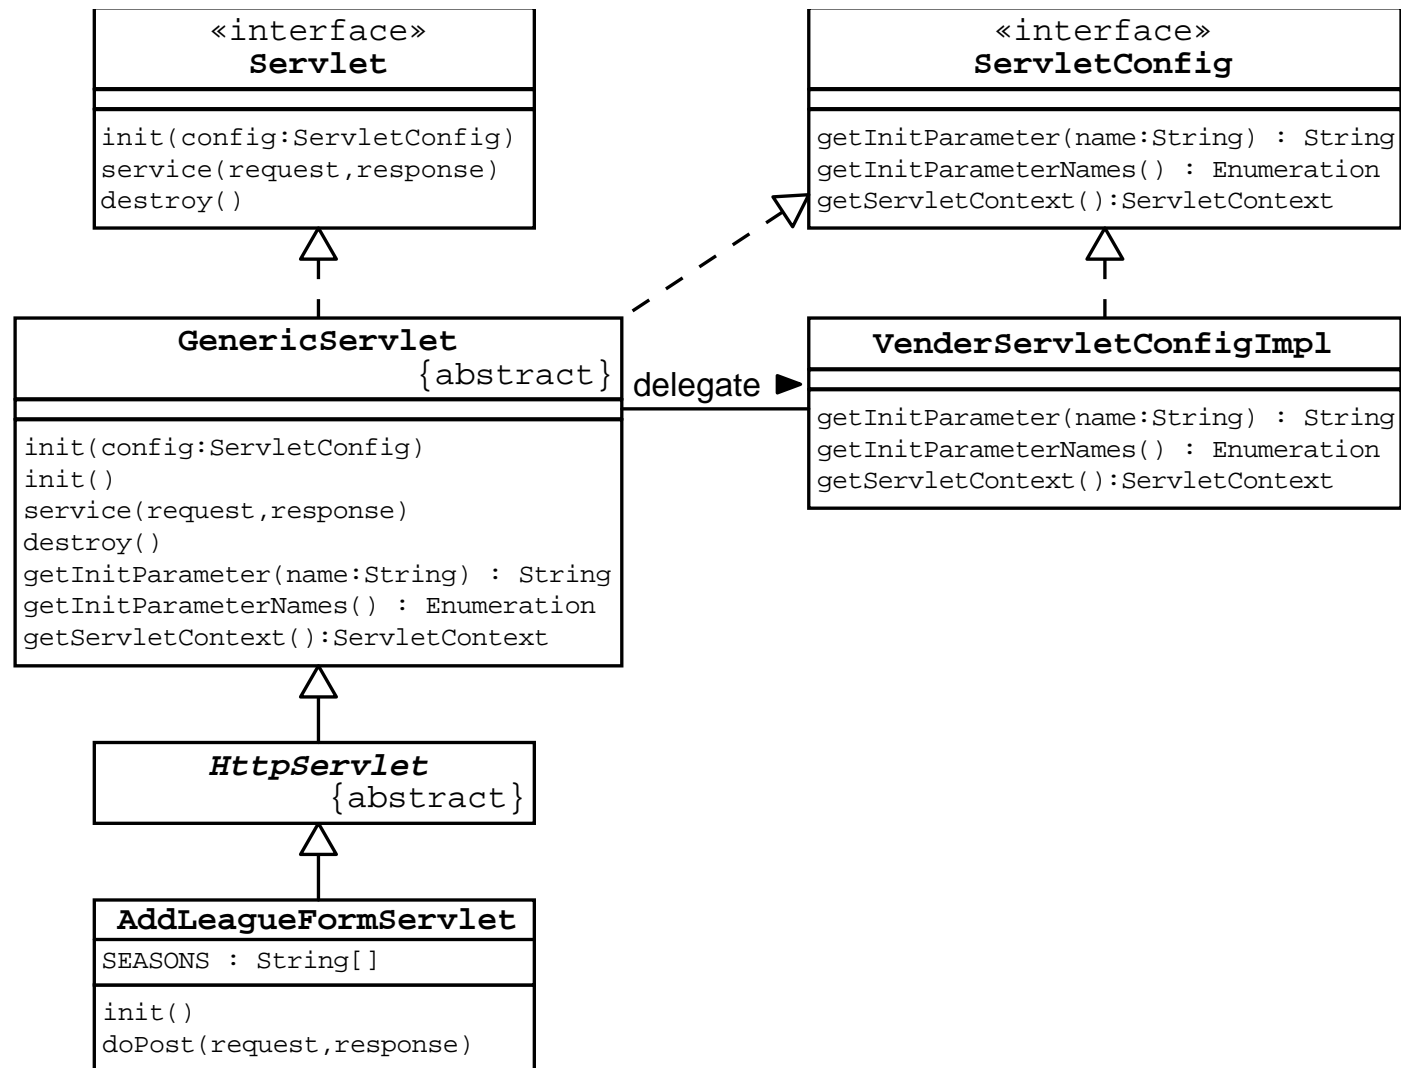 «interface»
Servlet
init(config:ServletConfig)
service(request,response)
destroy()
«interface»
ServletConfig
getInitParameter(name:String) : String
getInitParameterNames() : Enumeration
getServletContext():ServletContext
GenericServlet
{abstract}
init(config:ServletConfig)
init()
service(request,response)
destroy()
getInitParameter(name:String) : String
getInitParameterNames() : Enumeration
getServletContext():ServletContext
delegate
VenderServletConfigImpl
getInitParameter(name:String) : String
getInitParameterNames() : Enumeration
getServletContext():ServletContext
HttpServlet
{abstract}
AddLeagueFormServlet
SEASONS : String[]
init()
doPost(request,response)